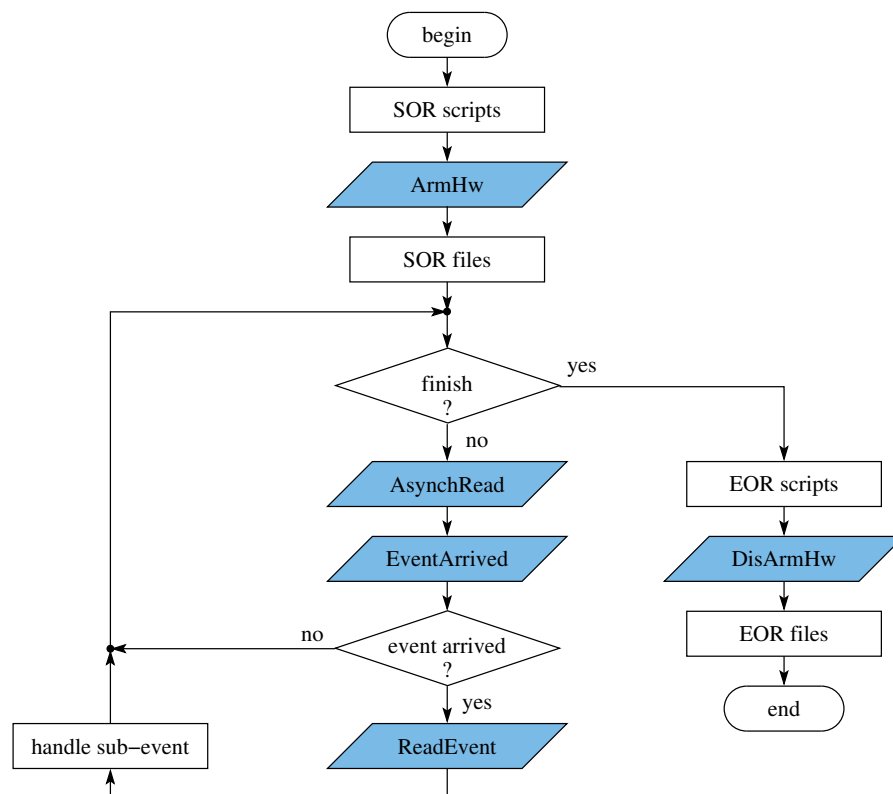 begin
SOR scripts
ArmHw
SOR files
finish
?
yes
no
AsynchRead
EventArrived
event arrived
?
no
yes
ReadEvent
handle sub−event
EOR scripts
DisArmHw
EOR files
end